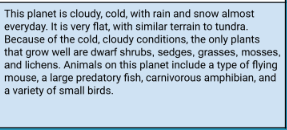 This planet is cloudy, cold, with rain and snow almost
everyday. It is very flat, with similar terrain to tundra.
Because of the cold, cloudy conditions, the only plants
that grow well are dwarf shrubs, sedges, grasses, mosses,
and lichens. Animals on this planet include a type of flying
mouse, a large predatory fish, carnivorous amphibian, and
a variety of small birds.